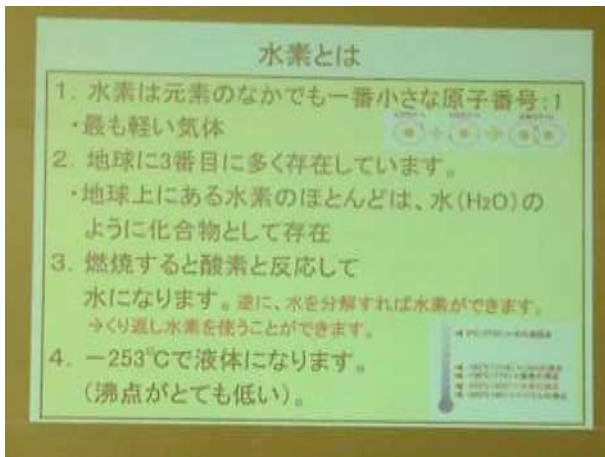 水素とは
1. 水素は元素のなかでも一番小さな原子番号:1
・最も軽い気体
2. 地球に3番目に多く存在しています。
・地球上にある水素のほとんどは、水(H2O)の
ように化合物として存在
3. 燃焼すると酸素と反応して
水になります。逆に、水を分解すれば水素ができます。
→くり返し水素を使うことができます。
4. -253℃で液体になります。
(沸点がとても低い)。